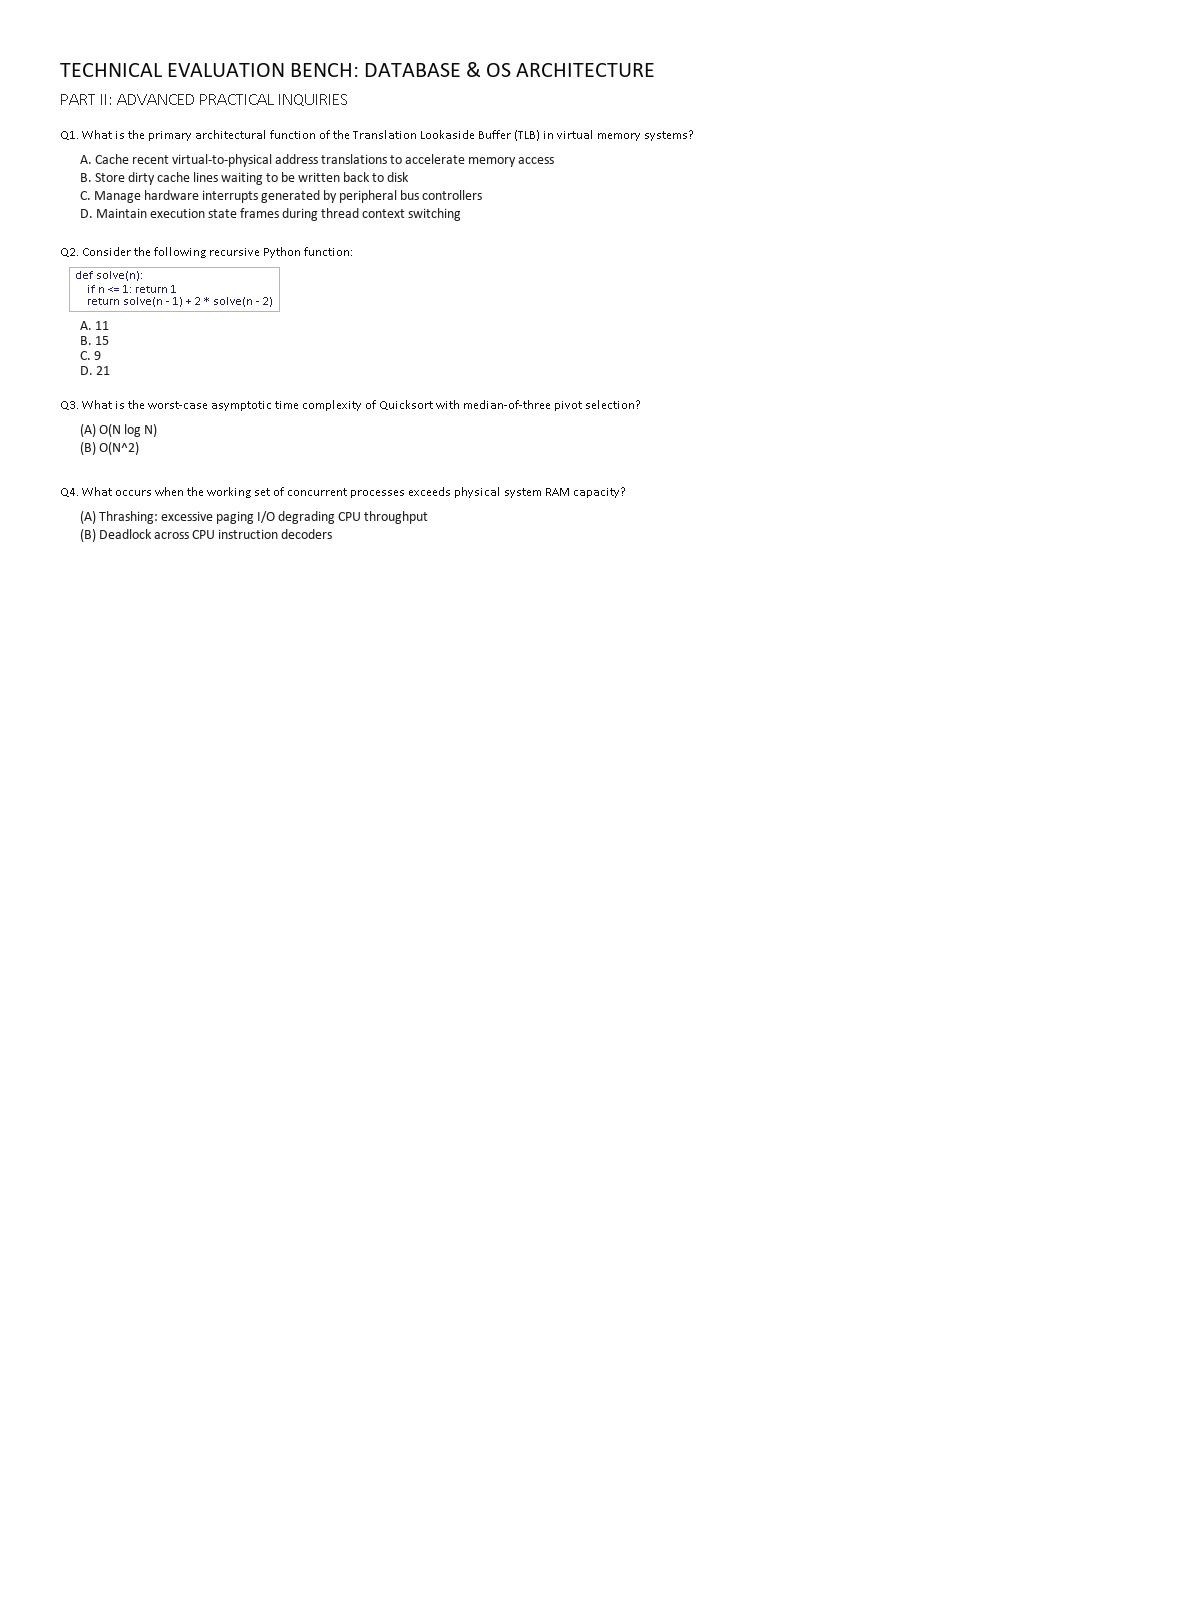 TECHNICAL EVALUATION BENCH: DATABASE & OS ARCHITECTURE
PART II: ADVANCED PRACTICAL INQUIRIES
Q1. What is the primary architectural function of the Translation Lookaside Buffer (TLB) in virtual memory systems?
A. Cache recent virtual-to-physical address translations to accelerate memory access
B. Store dirty cache lines waiting to be written back to disk
C. Manage hardware interrupts generated by peripheral bus controllers
D. Maintain execution state frames during thread context switching
Q2. Consider the following recursive Python function:
def solve(n):
    if n <= 1: return 1
    return solve(n - 1) + 2 * solve(n - 2)
A. 11
B. 15
C. 9
D. 21
Q3. What is the worst-case asymptotic time complexity of Quicksort with median-of-three pivot selection?
(A) O(N log N)
(B) O(N^2)
Q4. What occurs when the working set of concurrent processes exceeds physical system RAM capacity?
(A) Thrashing: excessive paging I/O degrading CPU throughput
(B) Deadlock across CPU instruction decoders